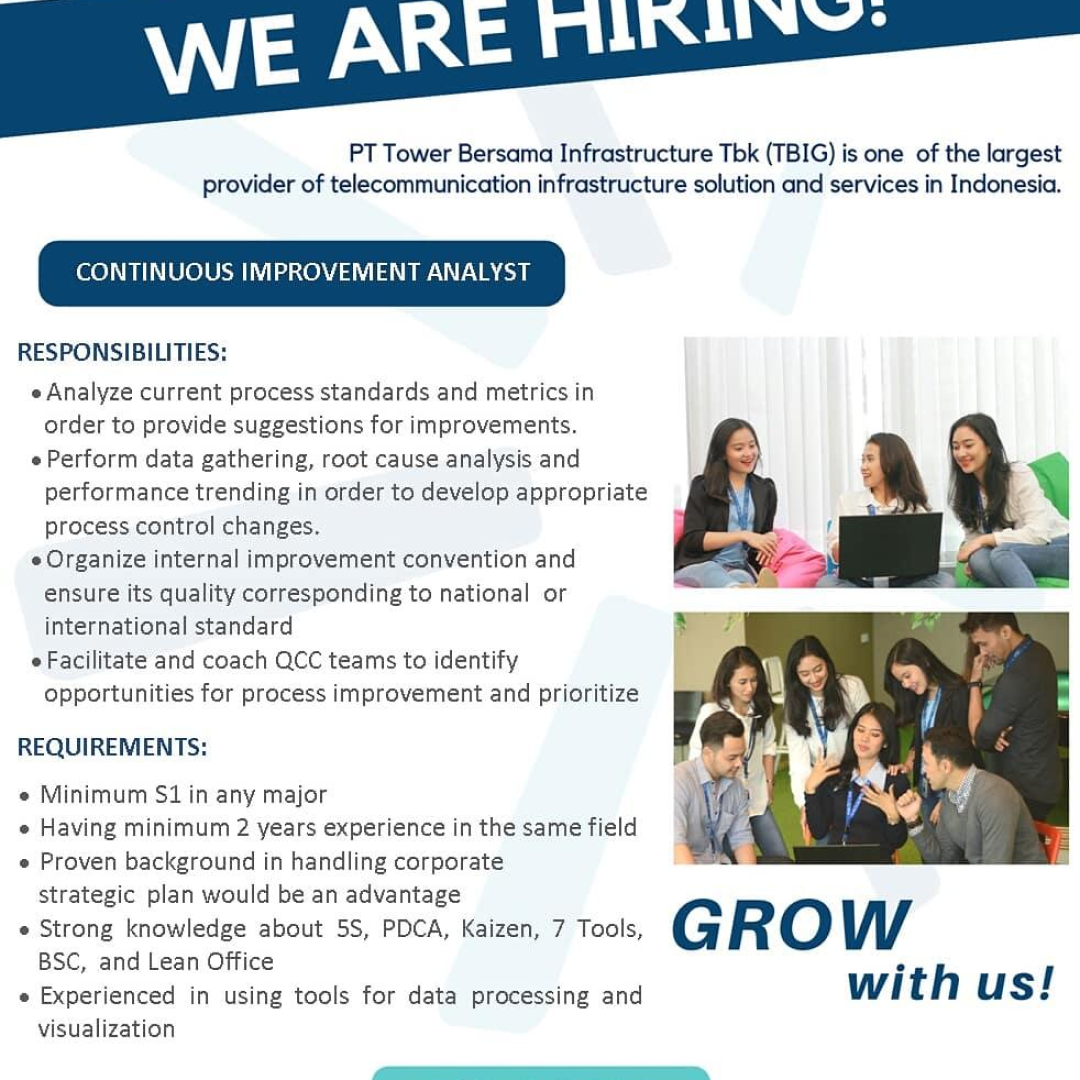 WE ARE HIRING!
PT Tower Bersama Infrastructure Tbk (TBIG) is one of the largest
provider of telecommunication infrastructure solution and services in Indonesia.
CONTINUOUS IMPROVEMENT ANALYST
RESPONSIBILITIES:
• Analyze current process standards and metrics in
order to provide suggestions for improvements.
• Perform data gathering, root cause analysis and
performance trending in order to develop appropriate
process control changes.
• Organize internal improvement convention and
ensure its quality corresponding to national or
international standard
• Facilitate and coach QCC teams to identify
opportunities for process improvement and prioritize
REQUIREMENTS:
• Minimum S1 in any major
• Having minimum 2 years experience in the same field
• Proven background in handling corporate
strategic plan would be an advantage
• Strong knowledge about 5S, PDCA, Kaizen, 7 Tools,
BSC, and Lean Office
• Experienced in using tools for data processing and
visualization
GROW
with us!